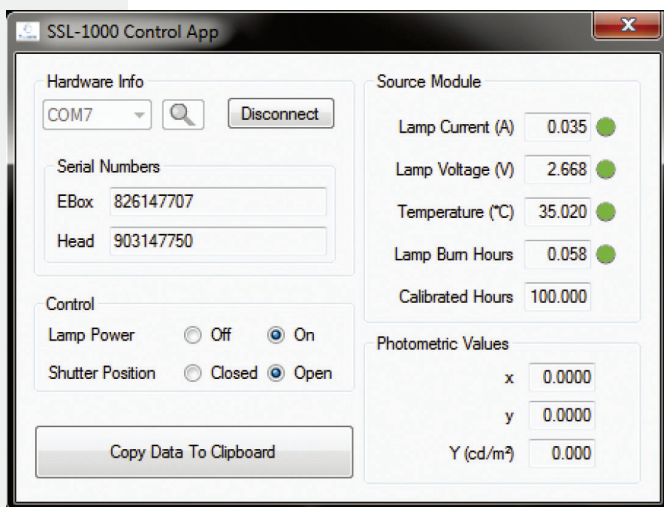 SSL-1000 Control App
Hardware Info
COM7
Disconnect
Serial Numbers
EBox 826147707
Head 903147750
Control
Lamp Power Off On
Shutter Position Closed Open
Copy Data To Clipboard
Source Module
Lamp Current (A) 0.035
Lamp Voltage (V) 2.668
Temperature (°C) 35.020
Lamp Burn Hours 0.058
Calibrated Hours 100.000
Photometric Values
x 0.0000
y 0.0000
Y (cd/m²) 0.000